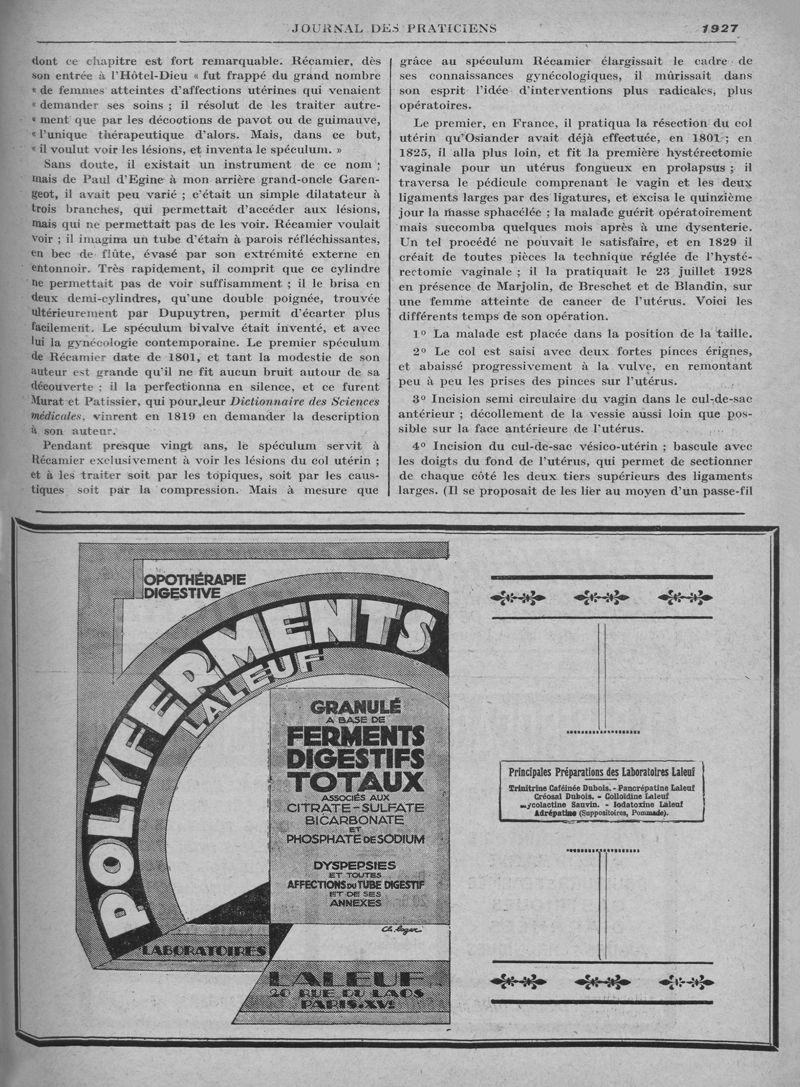 JOURNAL DES PRATICIENS 1927
dont ce chapitre est fort remarquable. Récamier, dès
son entrée à l'Hôtel-Dieu « fut frappé du grand nombre
« de femmes atteintes d'affections utérines qui venaient
« demander ses soins ; il résolut de les traiter autre-
« ment que par les décoctions de pavot ou de guimauve,
« l'unique thérapeutique d'alors. Mais, dans ce but,
« il voulut voir les lésions, et inventa le spéculum. »
Sans doute, il existait un instrument de ce nom ;
mais de Paul d'Egine à mon arrière grand-oncle Garen-
geot, il avait peu varié ; c'était un simple dilatateur à
trois branches, qui permettait d'accéder aux lésions,
mais qui ne permettait pas de les voir. Récamier voulait
voir ; il imagina un tube d'étain à parois réfléchissantes,
en bec de flûte, évasé par son extrémité externe en
entonnoir. Très rapidement, il comprit que ce cylindre
ne permettait pas de voir suffisamment ; il le brisa en
deux demi-cylindres, qu'une double poignée, trouvée
ultérieurement par Dupuytren, permit d'écarter plus
facilement. Le spéculum bivalve était inventé, et avec
lui la gynécologie contemporaine. Le premier spéculum
de Récamier date de 1801, et tant la modestie de son
auteur est grande qu'il ne fit aucun bruit autour de sa
découverte ; il la perfectionna en silence, et ce furent
Murat et Patissier, qui pour leur Dictionnaire des Sciences
médicales, vinrent en 1819 en demander la description
à son auteur.
Pendant presque vingt ans, le spéculum servit à
Récamier exclusivement à voir les lésions du col utérin ;
et à les traiter soit par les topiques, soit par les caus-
tiques soit par la compression. Mais à mesure que
grâce au spéculum Récamier élargissait le cadre de
ses connaissances gynécologiques, il mûrissait dans
son esprit l'idée d'interventions plus radicales, plus
opératoires.
Le premier, en France, il pratiqua la résection du col
utérin qu'Osiander avait déjà effectuée, en 1801 ; en
1825, il alla plus loin, et fit la première hystérectomie
vaginale pour un utérus fongueux en prolapsus ; il
traversa le pédicule comprenant le vagin et les deux
ligaments larges par des ligatures, et excisa le quinzième
jour la masse sphacélée ; la malade guérit opératoirement
mais succomba quelques mois après à une dysenterie.
Un tel procédé ne pouvait le satisfaire, et en 1829 il
créait de toutes pièces la technique réglée de l'hysté-
rectomie vaginale ; il la pratiquait le 23 juillet 1928
en présence de Marjolin, de Breschet et de Blandin, sur
une femme atteinte de cancer de l'utérus. Voici les
différents temps de son opération.
1° La malade est placée dans la position de la taille.
2° Le col est saisi avec deux fortes pinces érignes,
et abaissé progressivement à la vulve, en remontant
peu à peu les prises des pinces sur l'utérus.
3° Incision semi circulaire du vagin dans le cul-de-sac
antérieur ; décollement de la vessie aussi loin que pos-
sible sur la face antérieure de l'utérus.
4° Incision du cul-de-sac vésico-utérin ; bascule avec
les doigts du fond de l'utérus, qui permet de sectionner
de chaque côté les deux tiers supérieurs des ligaments
larges. (Il se proposait de les lier au moyen d'un passe-fil
OPOTHÉRAPIE
DIGESTIVE
POLYFERMENTS
LALEUF
GRANULÉ
A BASE DE
FERMENTS
DIGESTIFS
TOTAUX
ASSOCIÉS AUX
CITRATE-SULFATE
BICARBONATE
ET
PHOSPHATE DE SODIUM
DYSPEPSIES
ET TOUTES
AFFECTIONS DU TUBE DIGESTIF
ET DE SES
ANNEXES
Ch. Loger
LABORATOIRES
LALEUF
20 RUE DU LAOS
PARIS.XVe
Principales Préparations des Laboratoires Laleuf
Trinitrine Caféinée Dubois. - Pancrépatine Laleuf
Créosal Dubois. - Colloïdine Laleuf
Mycolactine Sauvin. - Iodatoxine Laleuf
Adrépatine (Suppositoires, Pommade).